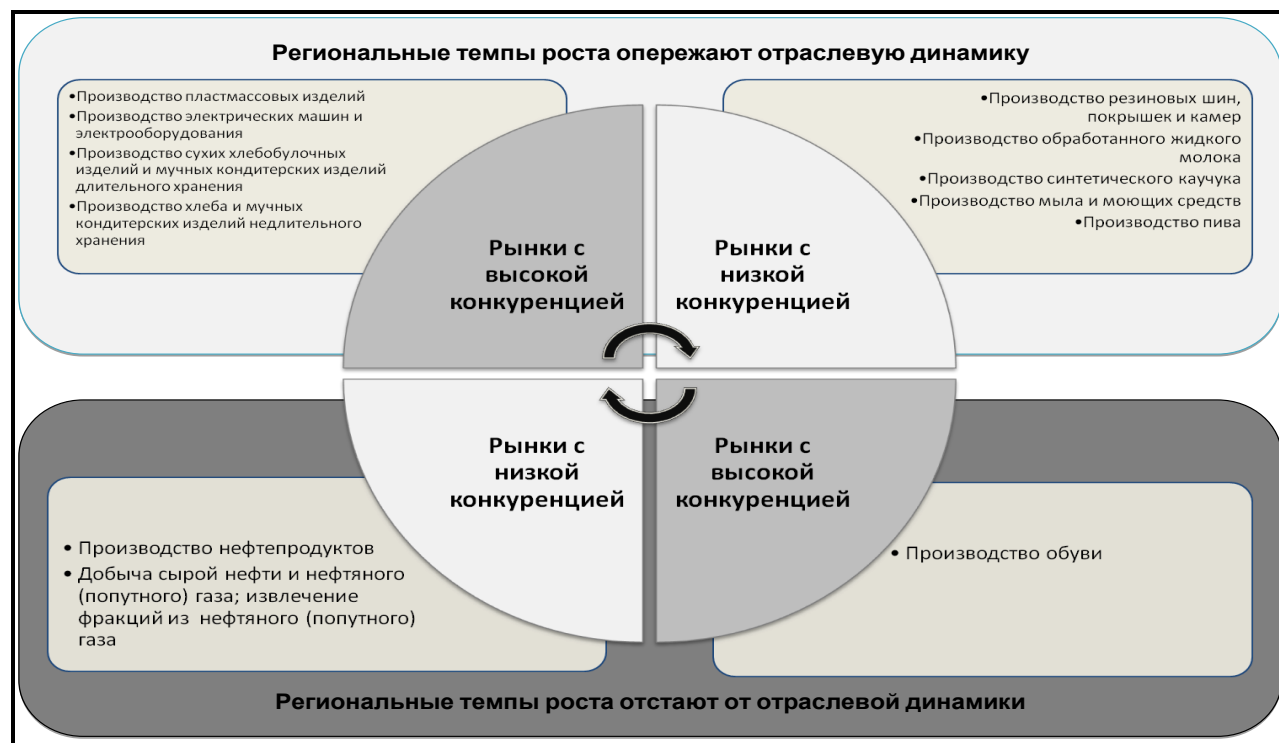 Региональные темпы роста опережают отраслевую динамику
•Производство пластмассовых изделий
•Производство электрических машин и
электрооборудования
•Производство сухих хлебобулочных
изделий и мучных кондитерских изделий
длительного хранения
•Производство хлеба и мучных
кондитерских изделий недлительного
хранения
•Производство резиновых шин,
покрышек и камер
•Производство обработанного жидкого
молока
•Производство синтетического каучука
•Производство мыла и моющих средств
•Производство пива
Рынки с
высокой
конкуренцией
Рынки с
низкой
конкуренцией
Рынки с
низкой
конкуренцией
Рынки с
высокой
конкуренцией
• Производство нефтепродуктов
• Добыча сырой нефти и нефтяного
(попутного) газа; извлечение
фракций из нефтяного (попутного)
газа
• Производство обуви
Региональные темпы роста отстают от отраслевой динамики